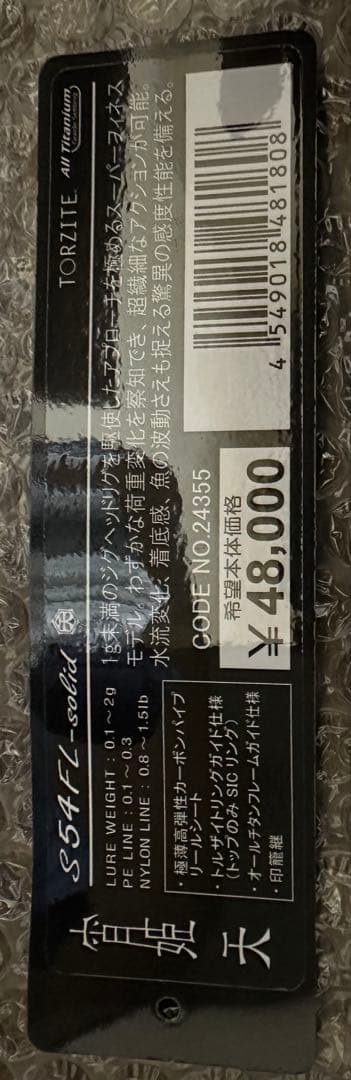 宵姫
天
S54FL-solid 天
TORZITE
All Titanium
LURE WEIGHT : 0.1～2g
PE LINE : 0.1～0.3
NYLON LINE : 0.8～1.5lb
1g未満のジグヘッドリグを駆使したアプローチを極めるスーパーフィネス
モデル。わずかな荷重変化を察知でき、超繊細なアクションが可能。
水流変化、着底感、魚の波動さえも捉える驚異の感度性能を備える。
・極薄高弾性カーボンパイプ
リールシート
・トルザイトリングガイド仕様
(トップのみ SIC リング)
・オールチタンフレームガイド仕様
・印籠継
CODE NO.24355
希望本体価格
￥48,000
4 549018 481808